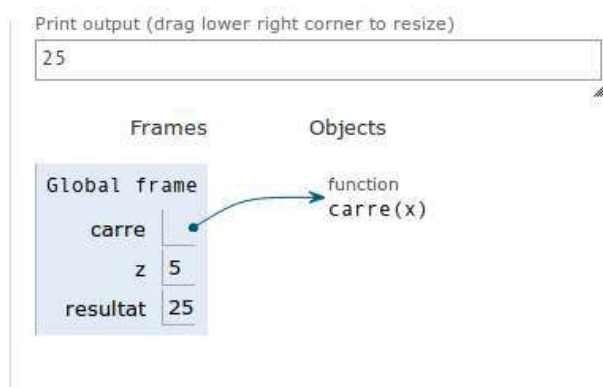 Print output (drag lower right corner to resize)
25
Frames Objects
Global frame
function
carre(x)
carre
z 5
resultat 25